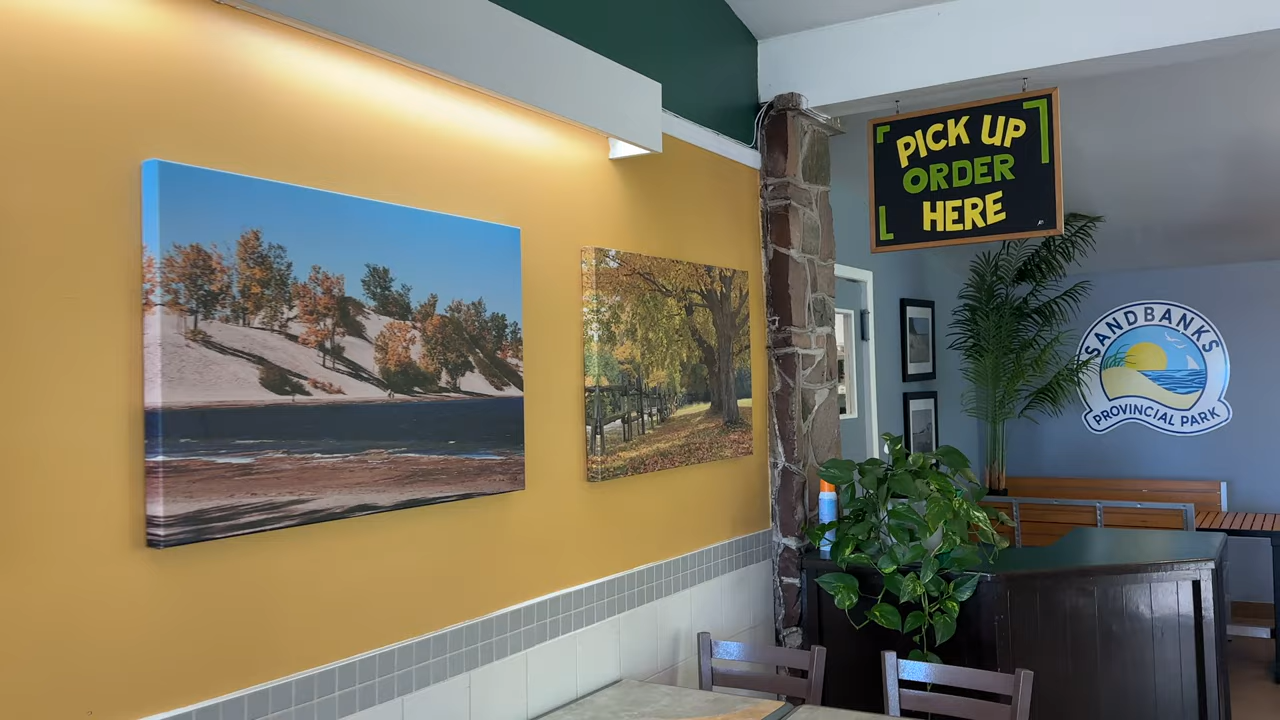 PICK UP
ORDER
HERE
SANDBANKS
PROVINCIAL PARK